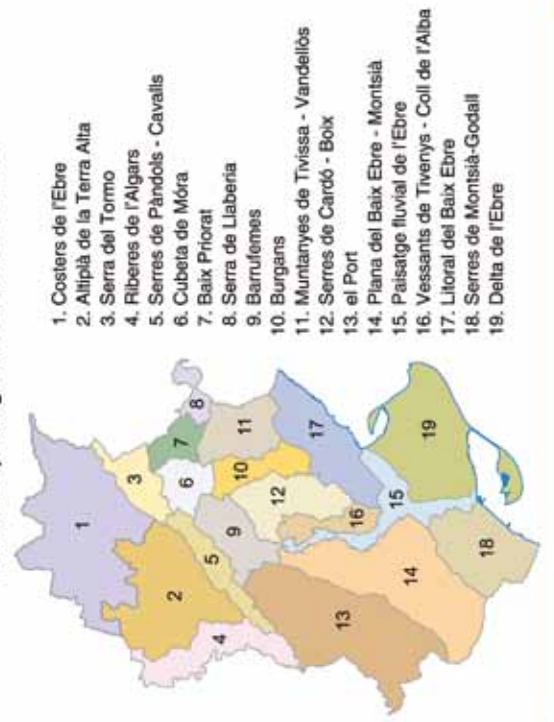 1. Costers de l'Ebre
2. Altiplà de la Terra Alta
3. Serra del Tormo
4. Riberes de l'Algars
5. Serres de Pàndols - Cavalls
6. Cubeta de Móra
7. Baix Priorat
8. Serra de Llaberia
9. Barrufemes
10. Burgans
11. Muntanyes de Tivissa - Vandellòs
12. Serres de Cardó - Boix
13. el Port
14. Plana del Baix Ebre - Montsià
15. Paisatge fluvial de l'Ebre
16. Vessants de Tivenys - Coll de l'Alba
17. Litoral del Baix Ebre
18. Serres de Montsià-Godall
19. Delta de l'Ebre
1
2
3
4
5
6
7
8
9
10
11
12
13
14
15
16
17
18
19